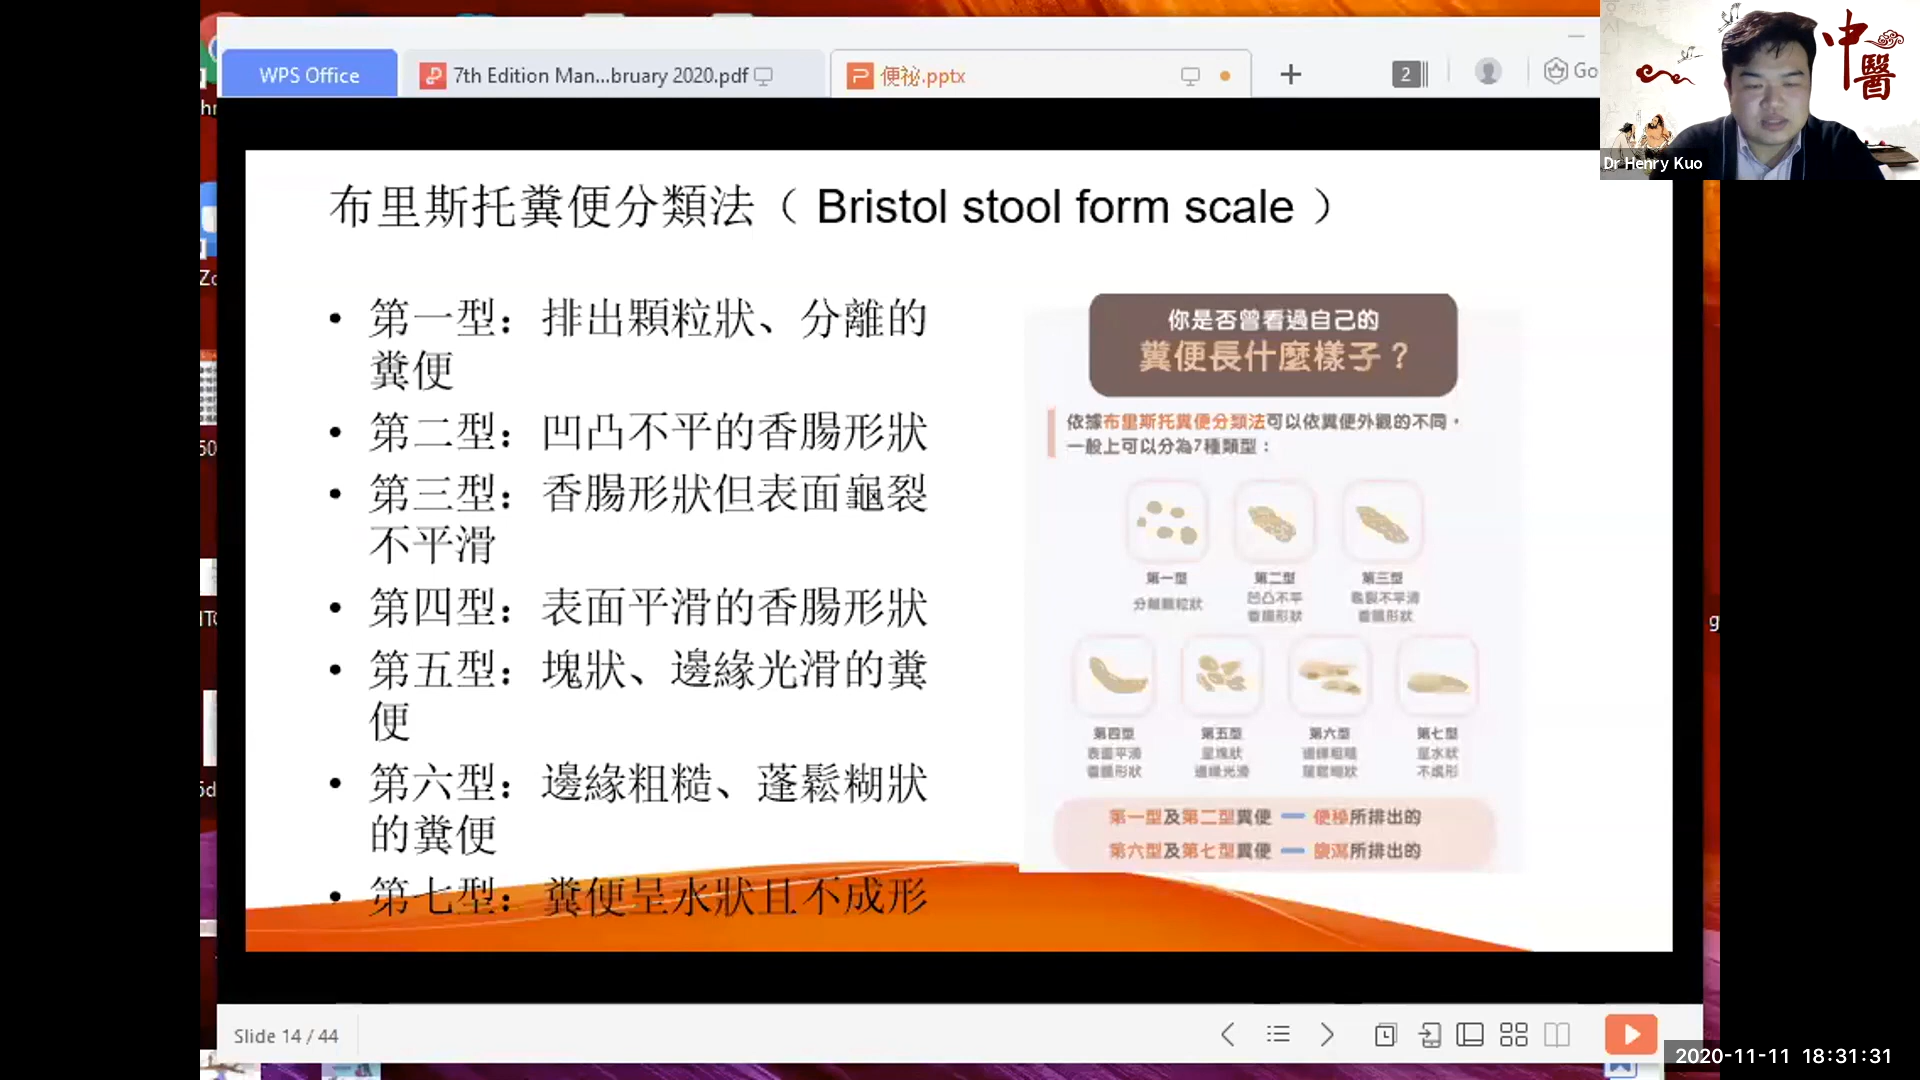 WPS Office
7th Edition Man...bruary 2020.pdf
便祕.pptx
2
Go
中醫
Dr Henry Kuo
布里斯托糞便分類法（ Bristol stool form scale ）
• 第一型：排出顆粒狀、分離的
糞便
• 第二型：凹凸不平的香腸形狀
• 第三型：香腸形狀但表面龜裂
不平滑
• 第四型：表面平滑的香腸形狀
• 第五型：塊狀、邊緣光滑的糞
便
• 第六型：邊緣粗糙、蓬鬆糊狀
的糞便
• 第七型：糞便呈水狀且不成形
你是否曾看過自己的
糞便長什麼樣子？
依據布里斯托糞便分類法可以依糞便外觀的不同，
一般上可以分為7種類型：
第一型
分離顆粒狀
第二型
凹凸不平
香腸形狀
第三型
龜裂不平滑
香腸形狀
第四型
表面平滑
香腸形狀
第五型
呈塊狀
邊緣光滑
第六型
邊緣粗糙
蓬鬆糊狀
第七型
呈水狀
不成形
第一型及第二型糞便 — 便秘所排出的
第六型及第七型糞便 — 腹瀉所排出的
Slide 14 / 44
2020-11-11 18:31:31